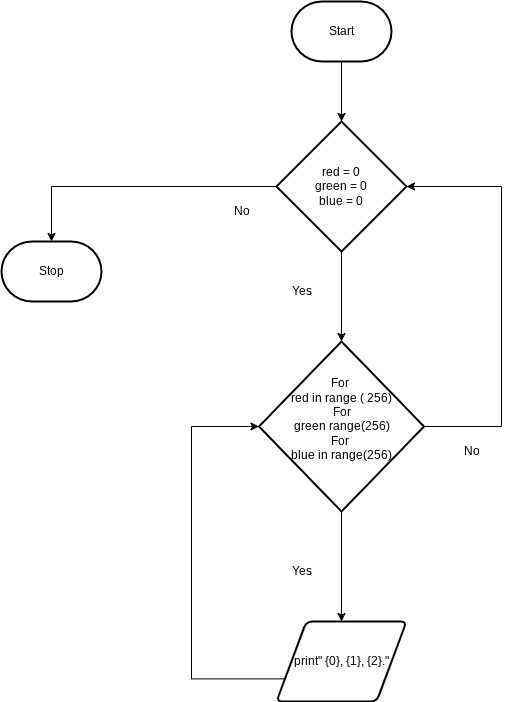 Start
red = 0
green = 0
blue = 0
No
Stop
Yes
For
red in range ( 256)
For
green range(256)
For
blue in range(256)
No
Yes
print" {0}, {1}, {2}."